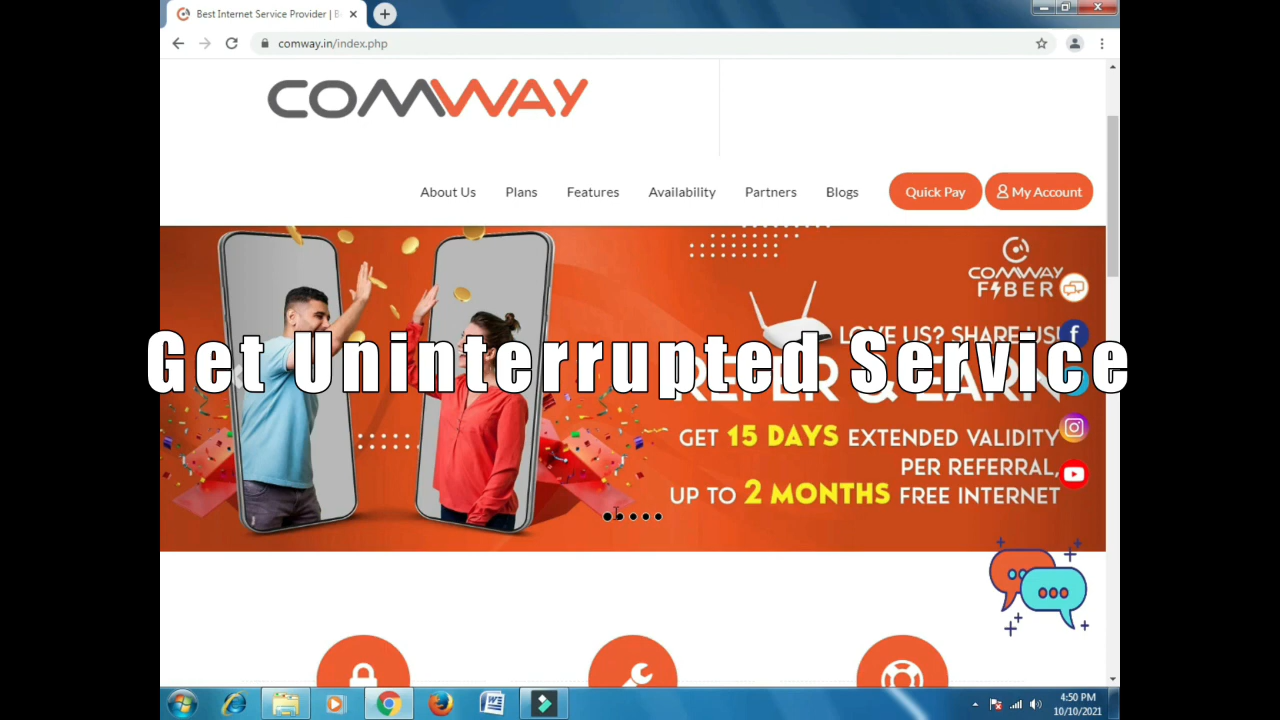 Best Internet Service Provider | B
comway.in/index.php
COMWAY
About Us
Plans
Features
Availability
Partners
Blogs
Quick Pay
My Account
COMWAY
FIBER
LOVE US? SHARE US!
Get Uninterrupted Service
REFER & EARN
GET 15 DAYS EXTENDED VALIDITY
PER REFERRAL,
UP TO 2 MONTHS FREE INTERNET
4:50 PM
10/10/2021